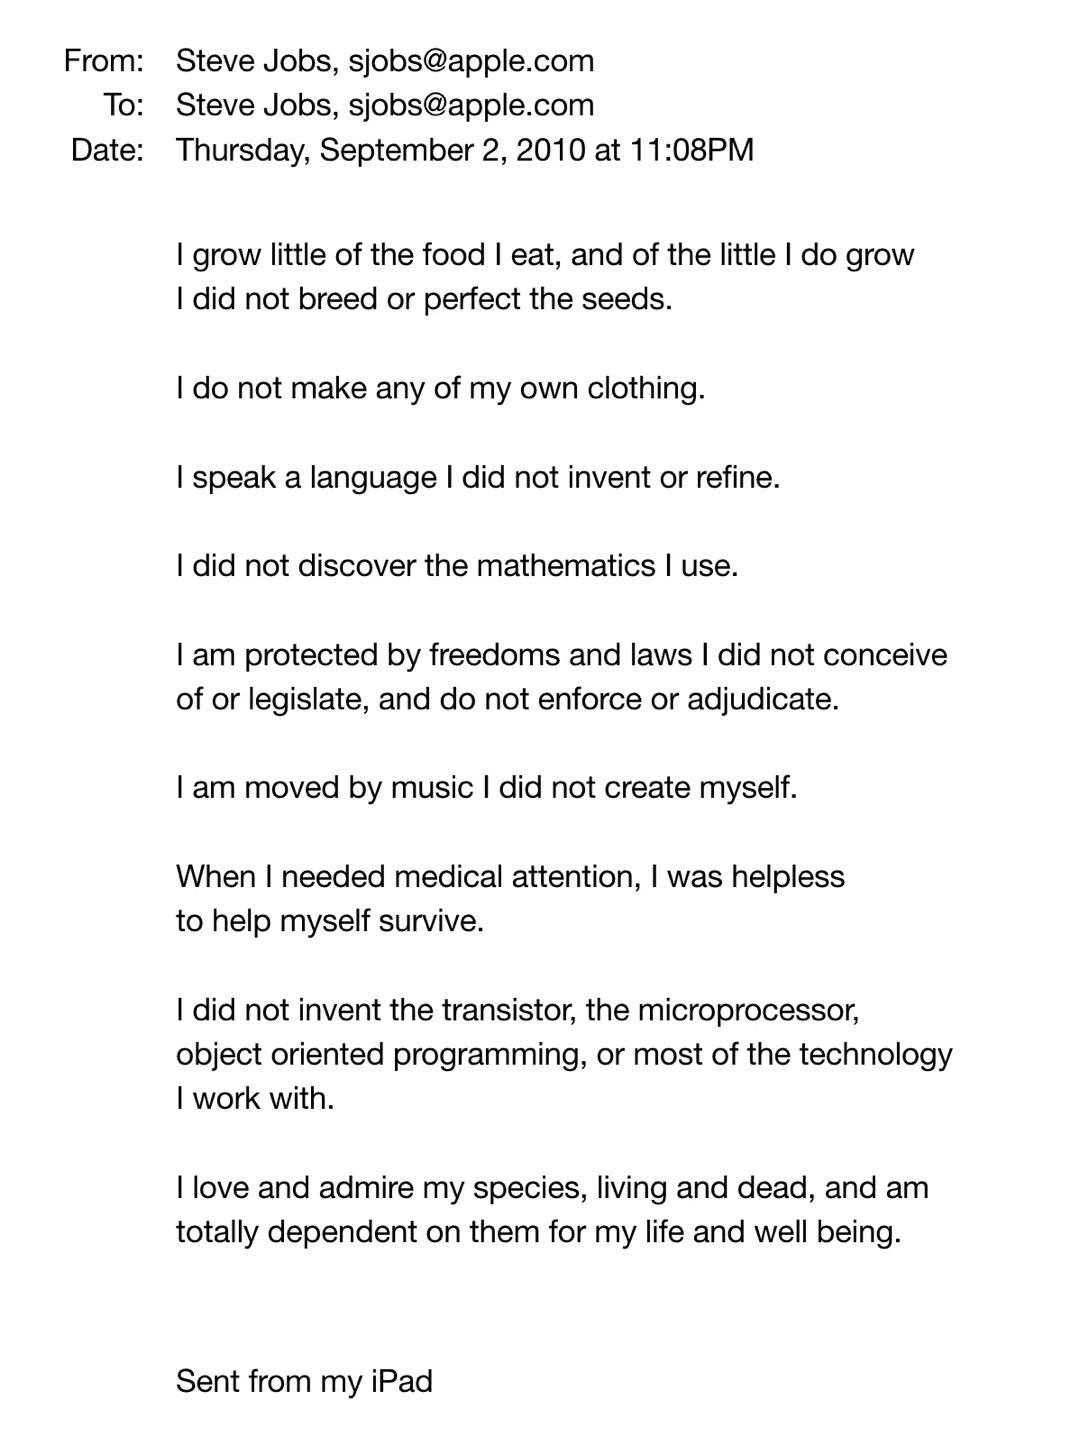 From: Steve Jobs, sjobs@apple.com
To: Steve Jobs, sjobs@apple.com
Date: Thursday, September 2, 2010 at 11:08PM
I grow little of the food I eat, and of the little I do grow
I did not breed or perfect the seeds.
I do not make any of my own clothing.
I speak a language I did not invent or refine.
I did not discover the mathematics I use.
I am protected by freedoms and laws I did not conceive
of or legislate, and do not enforce or adjudicate.
I am moved by music I did not create myself.
When I needed medical attention, I was helpless
to help myself survive.
I did not invent the transistor, the microprocessor,
object oriented programming, or most of the technology
I work with.
I love and admire my species, living and dead, and am
totally dependent on them for my life and well being.
Sent from my iPad